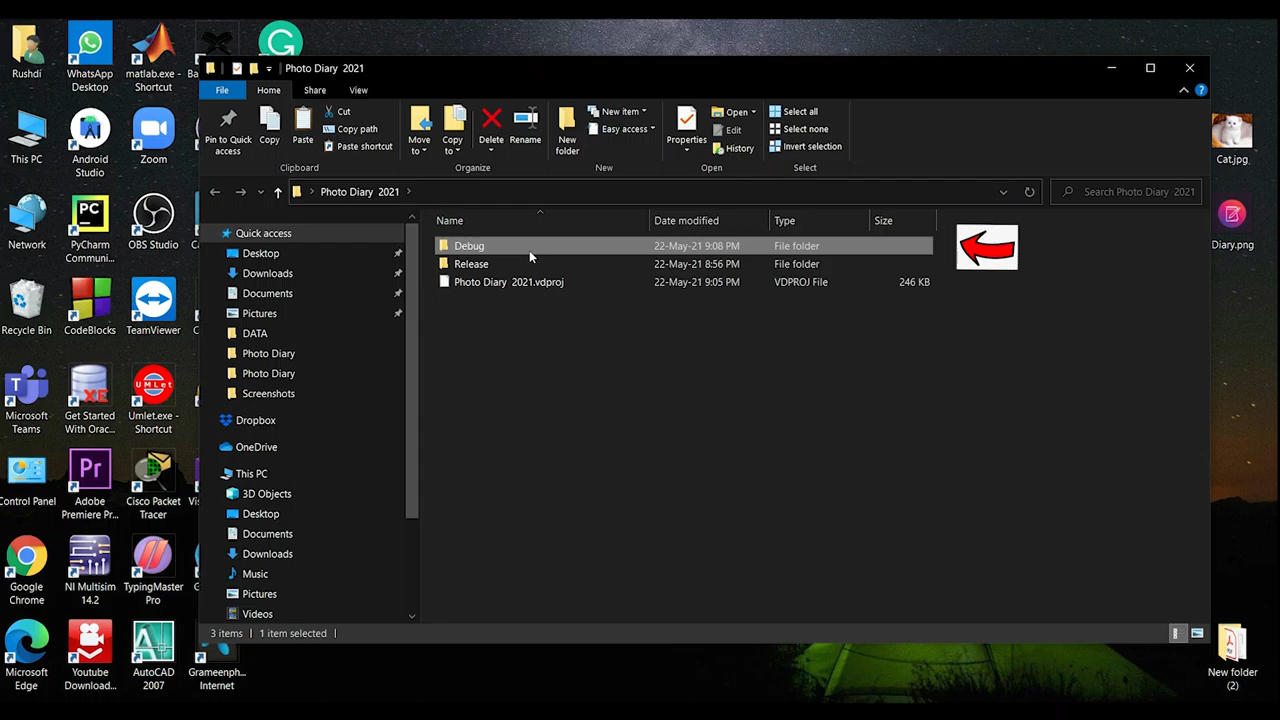 Photo Diary  2021
File
Home
Share
View
Pin to Quick access
Copy
Paste
Cut
Copy path
Paste shortcut
Clipboard
Move to
Copy to
Delete
Rename
Organize
New folder
New item
Easy access
New
Properties
Open
Edit
History
Open
Select all
Select none
Invert selection
Select
Photo Diary  2021
Search Photo Diary  2021
Name
Date modified
Type
Size
Debug 22-May-21 9:08 PM File folder
Release 22-May-21 8:56 PM File folder
Photo Diary  2021.vdproj 22-May-21 9:05 PM VDPROJ File 246 KB
Quick access
Desktop
Downloads
Documents
Pictures
DATA
Photo Diary
Photo Diary
Screenshots
Dropbox
OneDrive
This PC
3D Objects
Desktop
Documents
Downloads
Music
Pictures
Videos
3 items
1 item selected
Rushdi
WhatsApp Desktop
matlab.exe - Shortcut
This PC
Android Studio
Zoom
Network
PyCharm Communi...
OBS Studio
Recycle Bin
CodeBlocks
TeamViewer
Microsoft Teams
Get Started With Orac...
Umlet.exe - Shortcut
Control Panel
Adobe Premiere Pr...
Cisco Packet Tracer
Google Chrome
NI Multisim 14.2
TypingMaster Pro
Microsoft Edge
Youtube Download...
AutoCAD 2007
Grameenph... Internet
Cat.jpg
Diary.png
New folder (2)